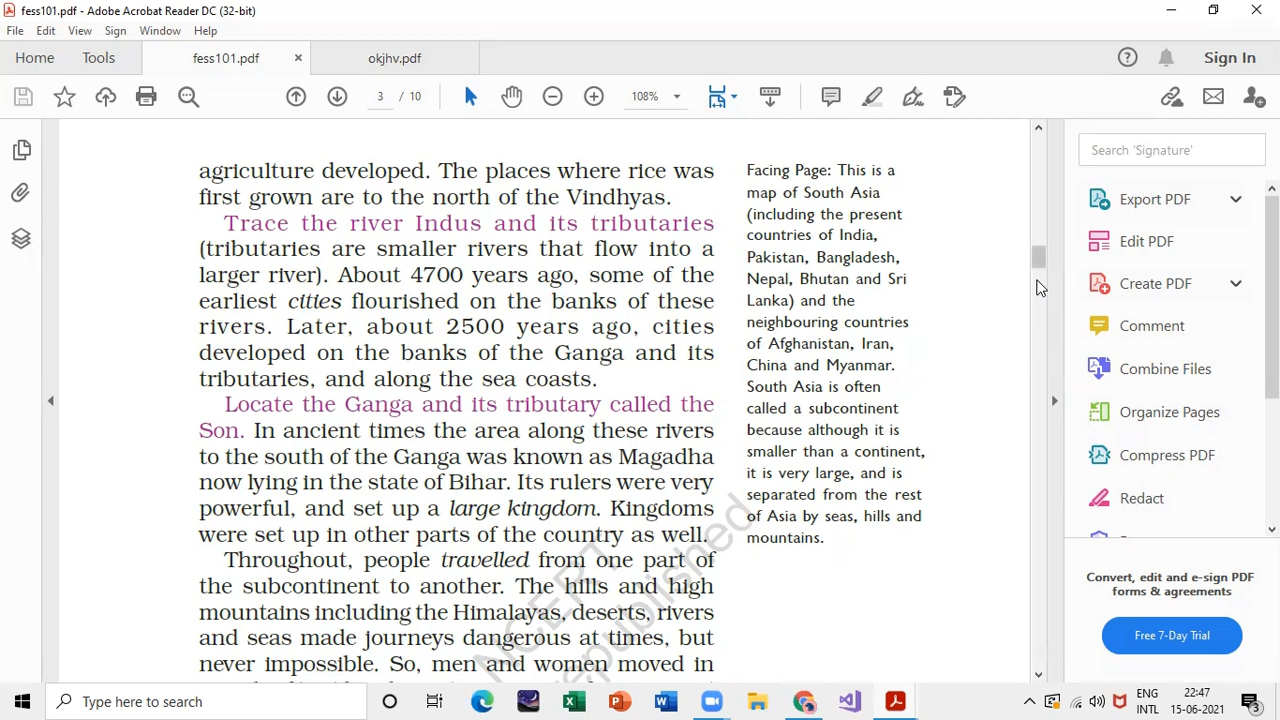 fess101.pdf - Adobe Acrobat Reader DC (32-bit)
File Edit View Sign Window Help
Home Tools fess101.pdf × okjhv.pdf Sign In
3 / 10 108%
agriculture developed. The places where rice was
first grown are to the north of the Vindhyas.
Trace the river Indus and its tributaries
(tributaries are smaller rivers that flow into a
larger river). About 4700 years ago, some of the
earliest cities flourished on the banks of these
rivers. Later, about 2500 years ago, cities
developed on the banks of the Ganga and its
tributaries, and along the sea coasts.
Locate the Ganga and its tributary called the
Son. In ancient times the area along these rivers
to the south of the Ganga was known as Magadha
now lying in the state of Bihar. Its rulers were very
powerful, and set up a large kingdom. Kingdoms
were set up in other parts of the country as well.
Throughout, people travelled from one part of
the subcontinent to another. The hills and high
mountains including the Himalayas, deserts, rivers
and seas made journeys dangerous at times, but
never impossible. So, men and women moved in
Facing Page: This is a
map of South Asia
(including the present
countries of India,
Pakistan, Bangladesh,
Nepal, Bhutan and Sri
Lanka) and the
neighbouring countries
of Afghanistan, Iran,
China and Myanmar.
South Asia is often
called a subcontinent
because although it is
smaller than a continent,
it is very large, and is
separated from the rest
of Asia by seas, hills and
mountains.
NCERT
republished
Search 'Signature'
Export PDF
Edit PDF
Create PDF
Comment
Combine Files
Organize Pages
Compress PDF
Redact
Convert, edit and e-sign PDF
forms & agreements
Free 7-Day Trial
Type here to search
ENG
INTL
22:47
15-06-2021
3